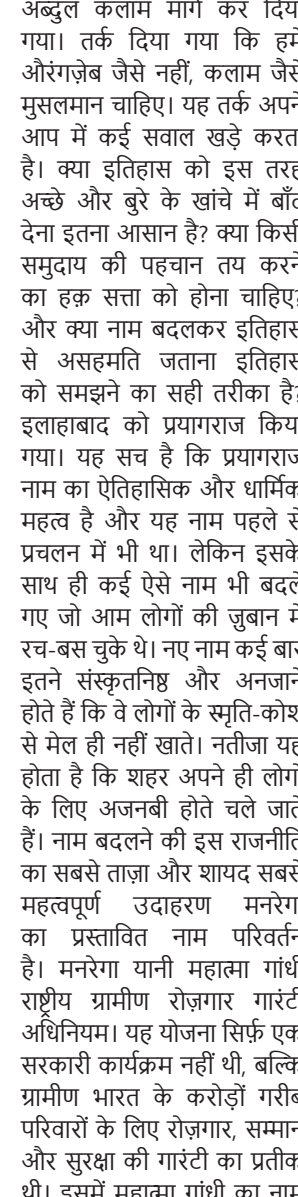 अब्दुल कलाम मार्ग कर दिया
गया। तर्क दिया गया कि हमें
औरंगज़ेब जैसे नहीं, कलाम जैसे
मुसलमान चाहिए। यह तर्क अपने
आप में कई सवाल खड़े करता
है। क्या इतिहास को इस तरह
अच्छे और बुरे के खांचे में बाँट
देना इतना आसान है? क्या किसी
समुदाय की पहचान तय करने
का हक़ सत्ता को होना चाहिए?
और क्या नाम बदलकर इतिहास
से असहमति जताना इतिहास
को समझने का सही तरीका है?
इलाहाबाद को प्रयागराज किया
गया। यह सच है कि प्रयागराज
नाम का ऐतिहासिक और धार्मिक
महत्व है और यह नाम पहले से
प्रचलन में भी था। लेकिन इसके
साथ ही कई ऐसे नाम भी बदले
गए जो आम लोगों की ज़ुबान में
रच-बस चुके थे। नए नाम कई बार
इतने संस्कृतनिष्ठ और अनजाने
होते हैं कि वे लोगों के स्मृति-कोश
से मेल ही नहीं खाते। नतीजा यह
होता है कि शहर अपने ही लोगों
के लिए अजनबी होते चले जाते
हैं। नाम बदलने की इस राजनीति
का सबसे ताज़ा और शायद सबसे
महत्वपूर्ण उदाहरण मनरेगा
का प्रस्तावित नाम परिवर्तन
है। मनरेगा यानी महात्मा गांधी
राष्ट्रीय ग्रामीण रोज़गार गारंटी
अधिनियम। यह योजना सिर्फ़ एक
सरकारी कार्यक्रम नहीं थी, बल्कि
ग्रामीण भारत के करोड़ों गरीब
परिवारों के लिए रोज़गार, सम्मान
और सुरक्षा की गारंटी का प्रतीक
थी। इसमें महात्मा गांधी का नाम